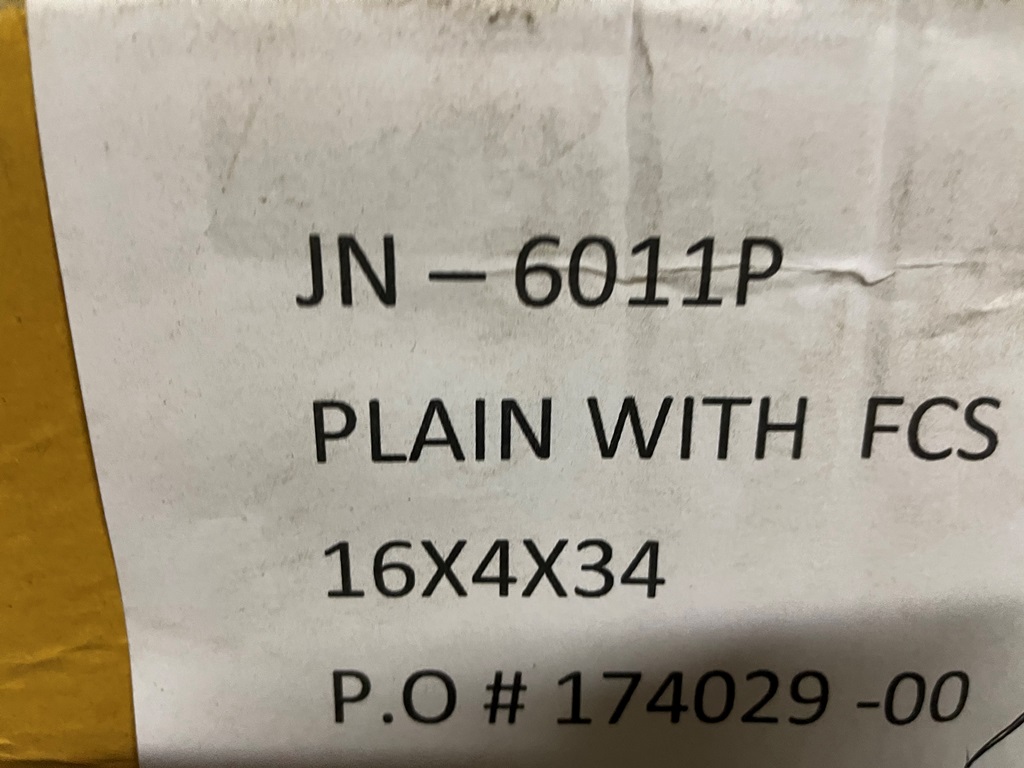 JN – 6011P
PLAIN WITH FCS
16X4X34
P.O # 174029 -00